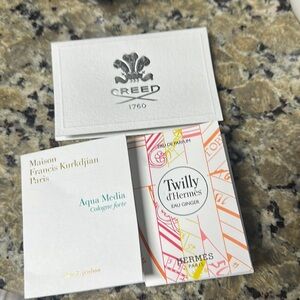 CREED
1760
Maison
Francis Kurkdjian
Paris
Aqua Media
Cologne forte
EAU DE PARFUM
Twilly
d'Hermès
EAU GINGER
HERMÈS
PARIS